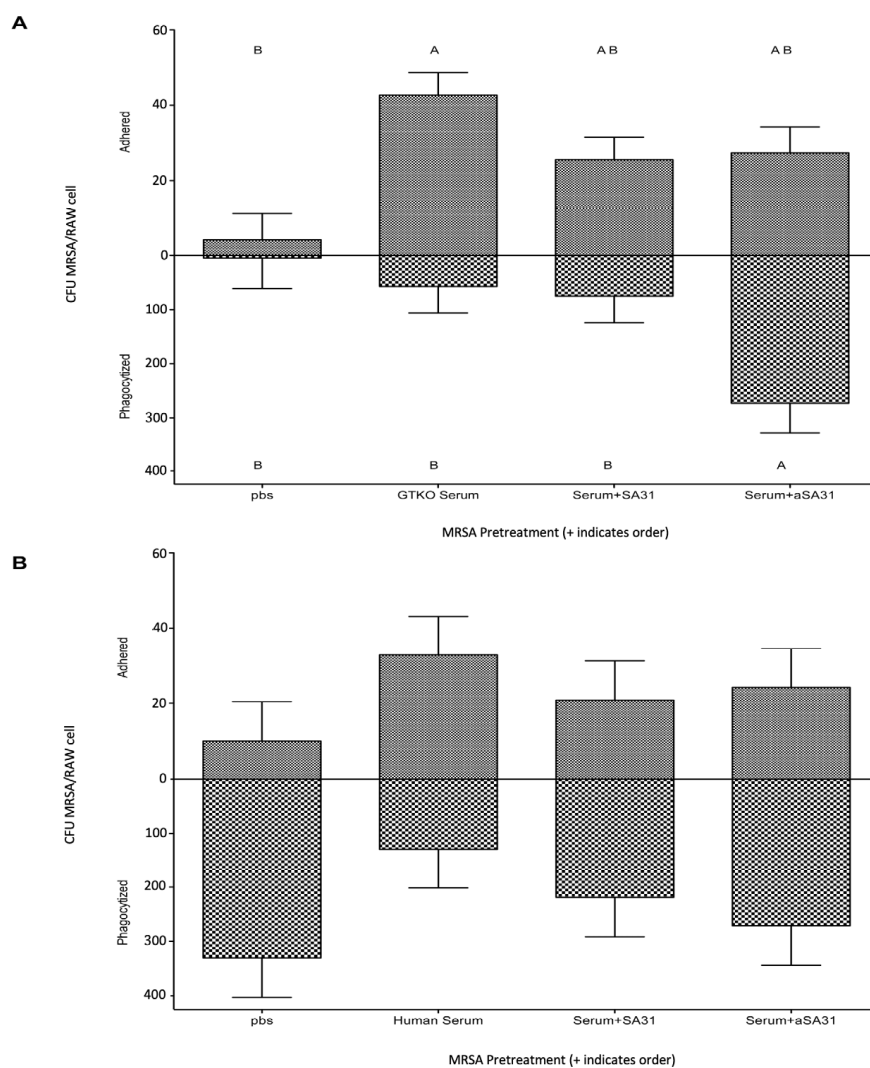 A
60
B A A B A B
40
Adhered
20
CFU MRSA/RAW cell
0
100
200
Phagocytized
300
400
B B B A
pbs GTKO Serum Serum+SA31 Serum+aSA31
MRSA Pretreatment (+ indicates order)
B
60
40
Adhered
20
CFU MRSA/RAW cell
0
100
200
Phagocytized
300
400
pbs Human Serum Serum+SA31 Serum+aSA31
MRSA Pretreatment (+ indicates order)